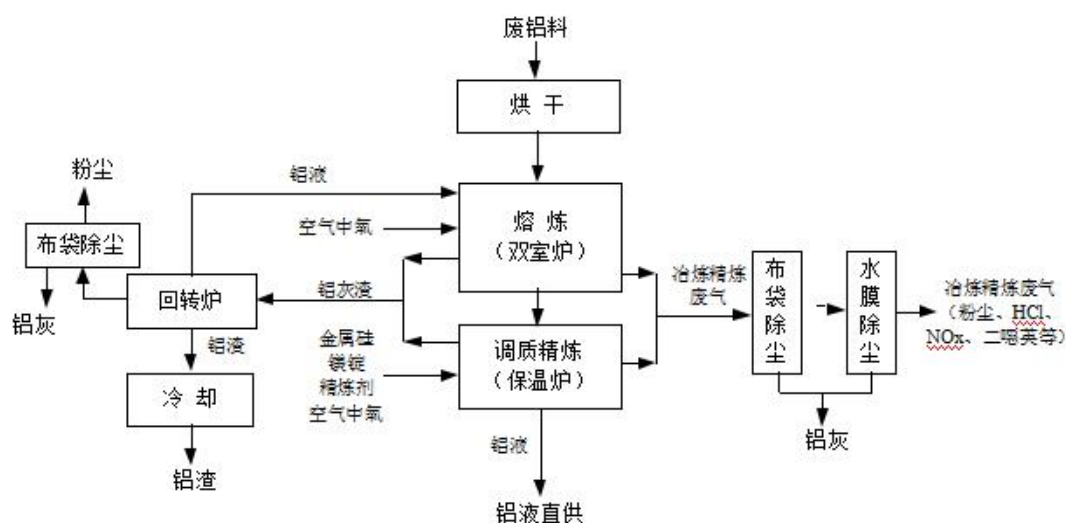 废铝料
烘 干
粉尘
铝液
熔 炼
（双室炉）
空气中氧
布袋除尘
铝灰渣
冶炼精炼
废气
布袋除尘
水膜除尘
冶炼精炼废气
（粉尘、HCl、
NOx、二噁英等）
回转炉
铝灰
铝渣
金属硅
镁锭
精炼剂
空气中氧
调质精炼
（保温炉）
冷 却
铝灰
铝液
铝渣
铝液直供